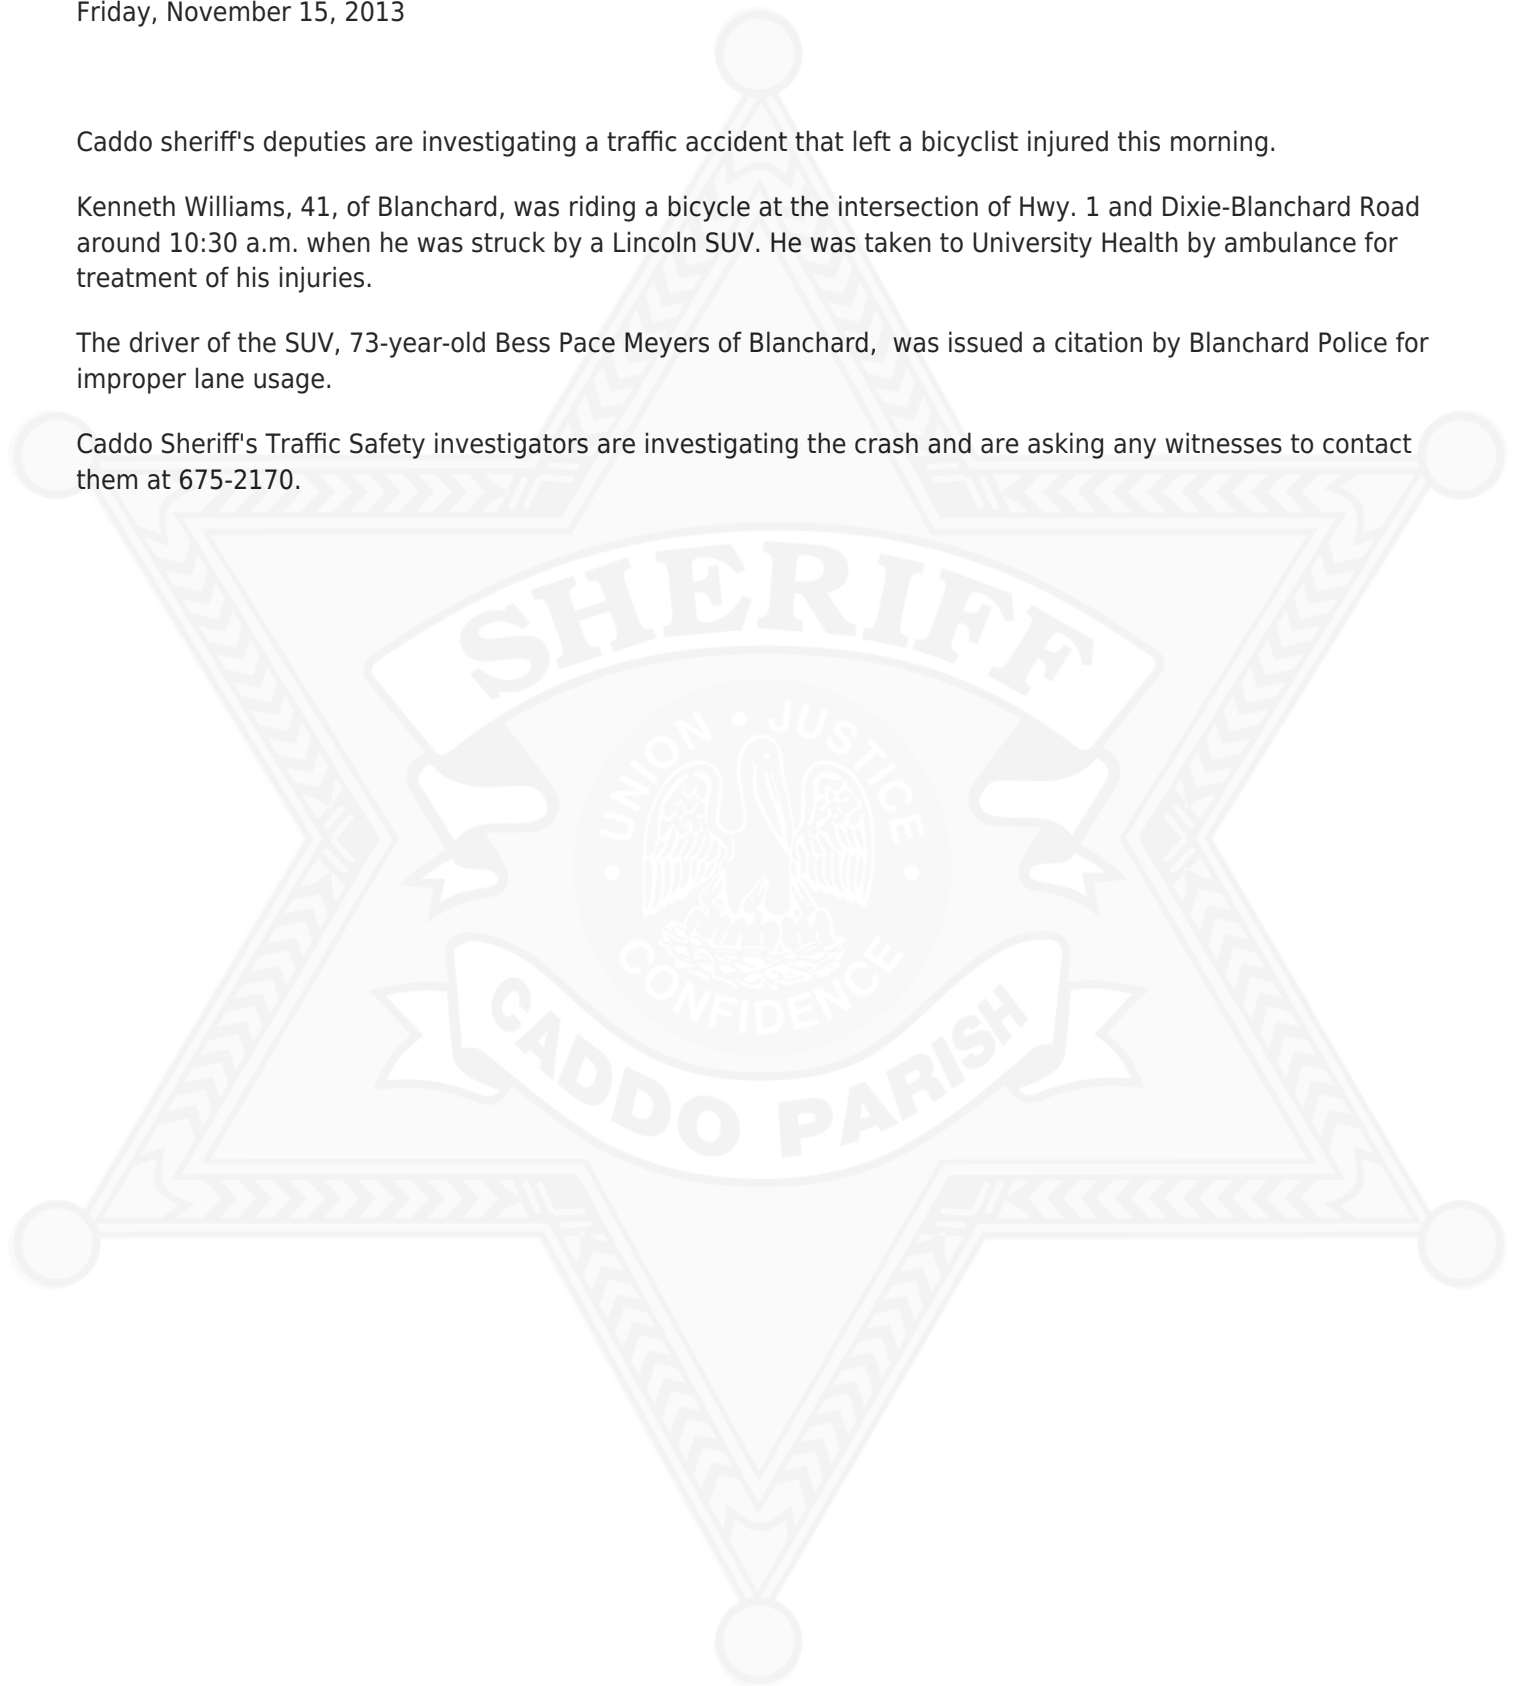 Friday, November 15, 2013
Caddo sheriff's deputies are investigating a traffic accident that left a bicyclist injured this morning.
Kenneth Williams, 41, of Blanchard, was riding a bicycle at the intersection of Hwy. 1 and Dixie-Blanchard Road
around 10:30 a.m. when he was struck by a Lincoln SUV. He was taken to University Health by ambulance for
treatment of his injuries.
The driver of the SUV, 73-year-old Bess Pace Meyers of Blanchard,  was issued a citation by Blanchard Police for
improper lane usage.
Caddo Sheriff's Traffic Safety investigators are investigating the crash and are asking any witnesses to contact
them at 675-2170.
SHERIFF
UNION • JUSTICE
• CONFIDENCE •
CADDO PARISH